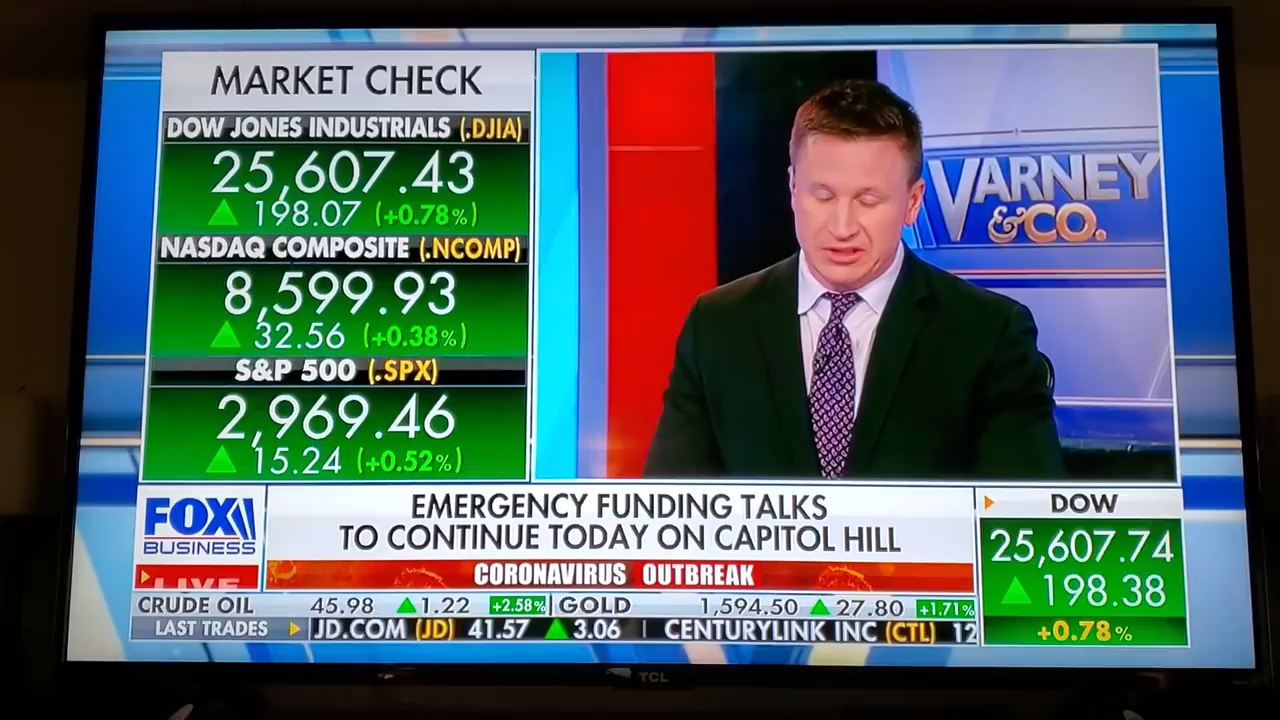 MARKET CHECK
DOW JONES INDUSTRIALS (.DJIA)
25,607.43
▲ 198.07 (+0.78%)
NASDAQ COMPOSITE (.NCOMP)
8,599.93
▲ 32.56 (+0.38%)
S&P 500 (.SPX)
2,969.46
▲ 15.24 (+0.52%)
VARNEY
&CO.
FOX
BUSINESS
LIVE
EMERGENCY FUNDING TALKS
TO CONTINUE TODAY ON CAPITOL HILL
CORONAVIRUS OUTBREAK
DOW
25,607.74
▲ 198.38
+0.78%
CRUDE OIL 45.98 ▲ 1.22 +2.58% | GOLD 1,594.50 ▲ 27.80 +1.71%
LAST TRADES JD.COM (JD) 41.57 ▲ 3.06 | CENTURYLINK INC (CTL) 12
TCL